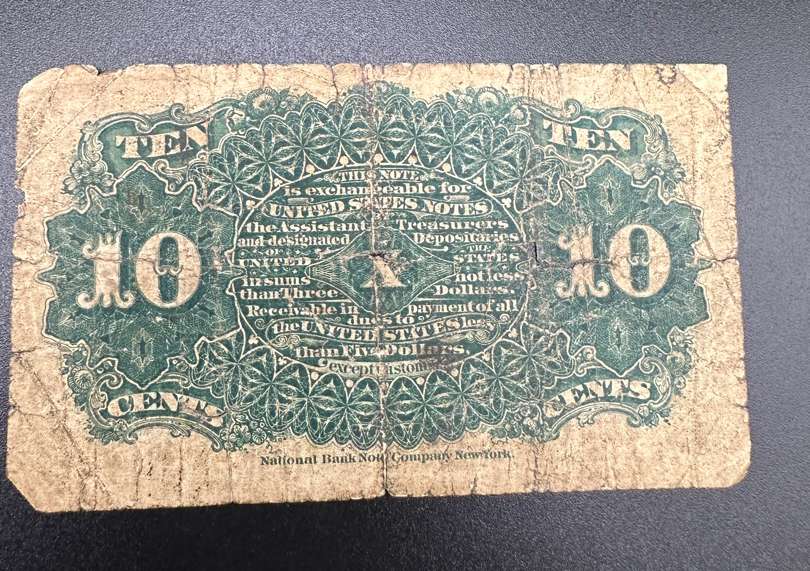 TEN
TEN
THIS NOTE
is exchangeable for
UNITED STATES NOTES
the Assistant Treasurers
and designated Depositaries
OF THE
UNITED STATES
in sums not less
than Three Dollars.
10 X 10
Receivable in payment of all
dues to
the UNITED STATES less
than Five Dollars.
except Customs
CENTS
CENTS
National Bank Note Company New York.